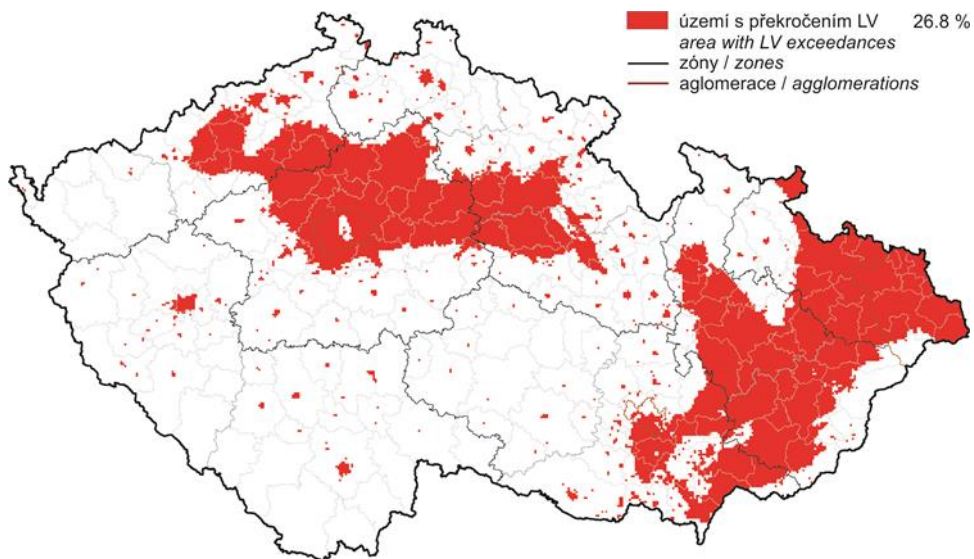 území s překročením LV 26.8 %
area with LV exceedances
zóny / zones
aglomerace / agglomerations